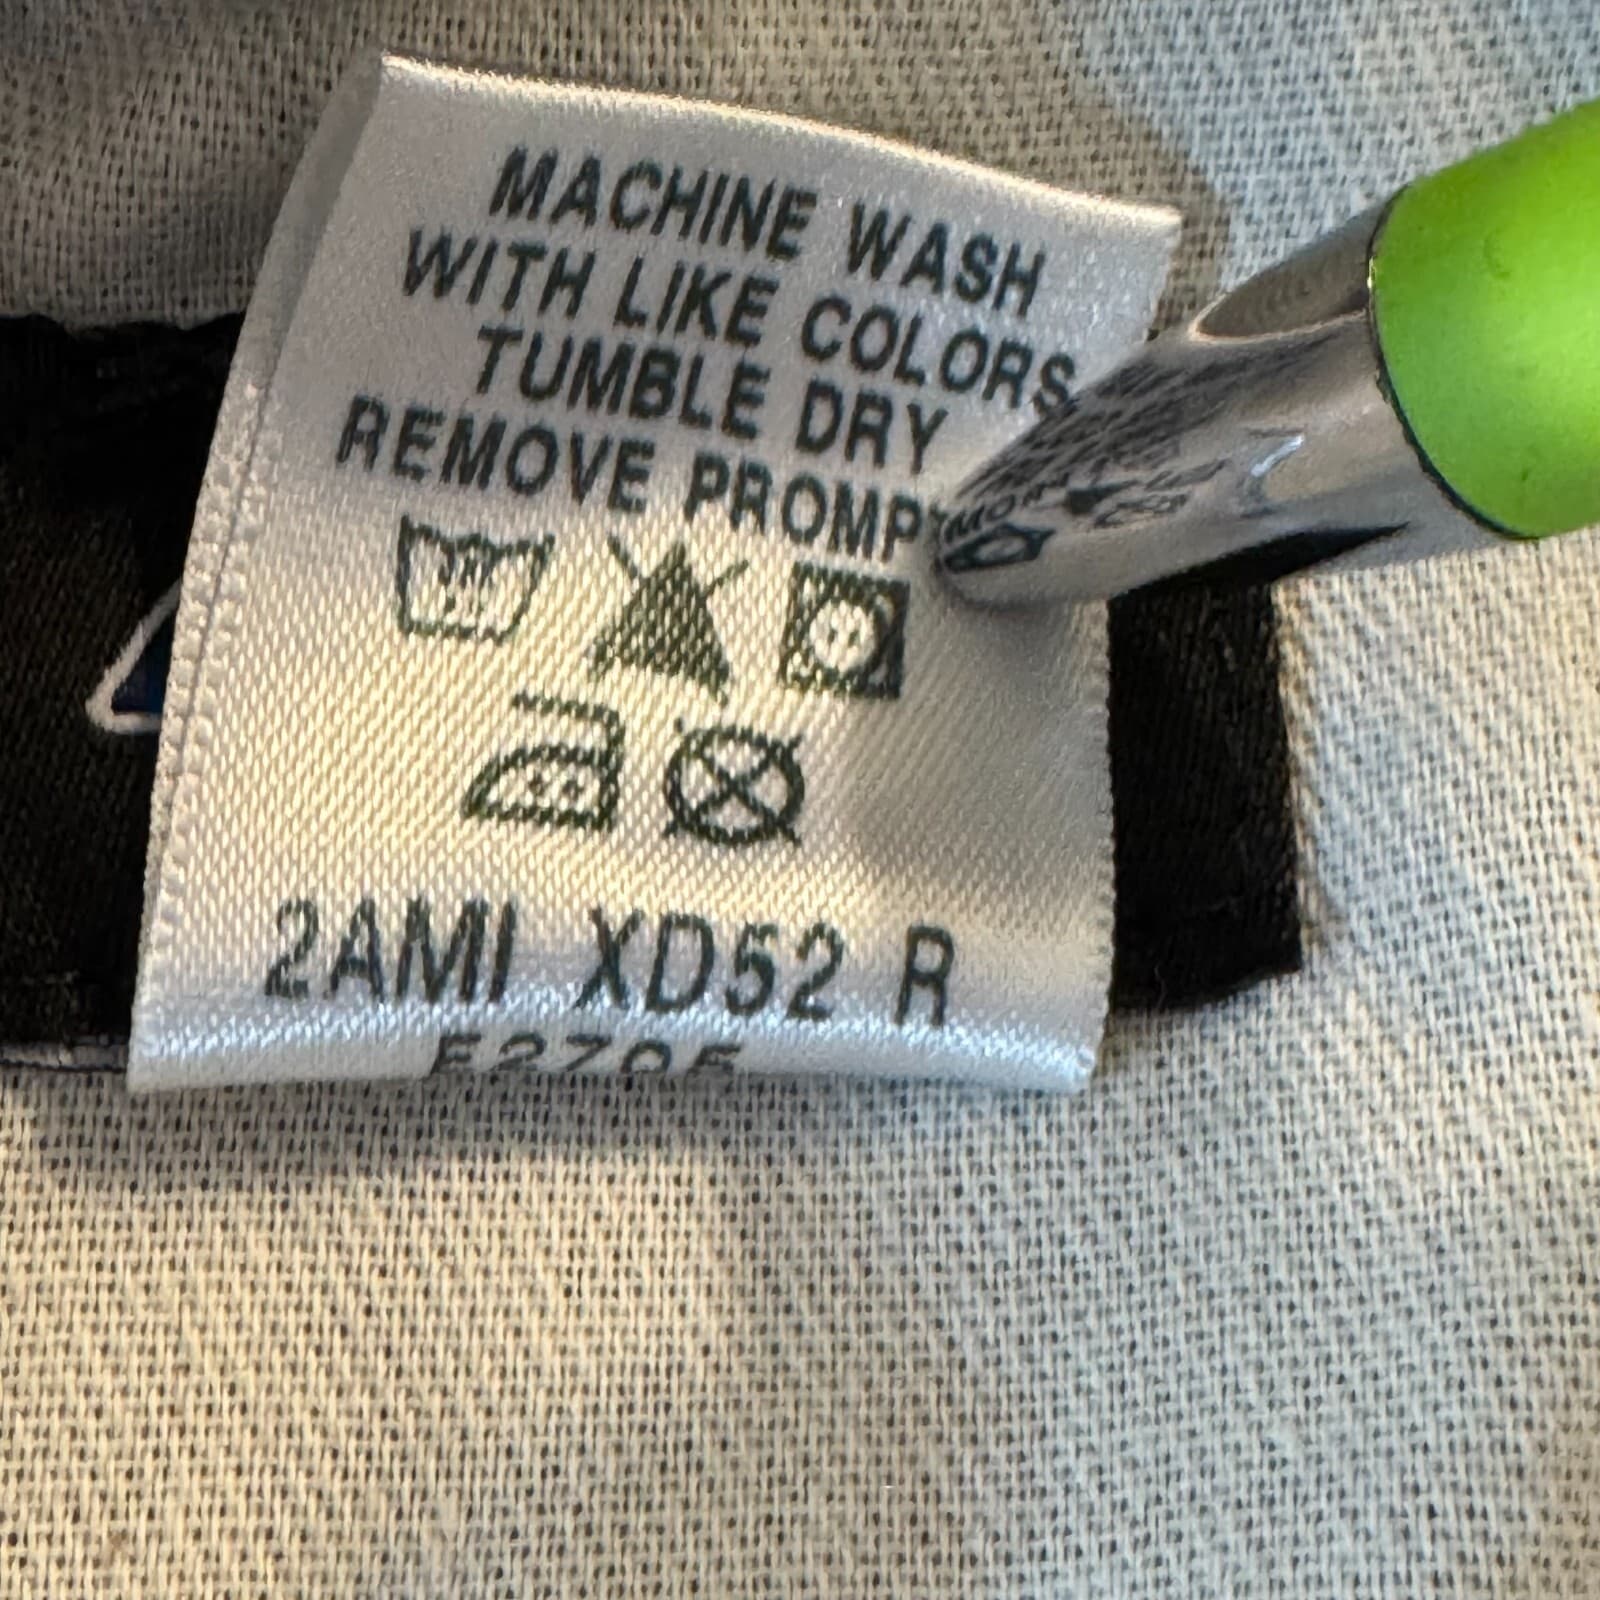 MACHINE WASH
WITH LIKE COLORS
TUMBLE DRY
REMOVE PROMPT
2AMI XD52 R